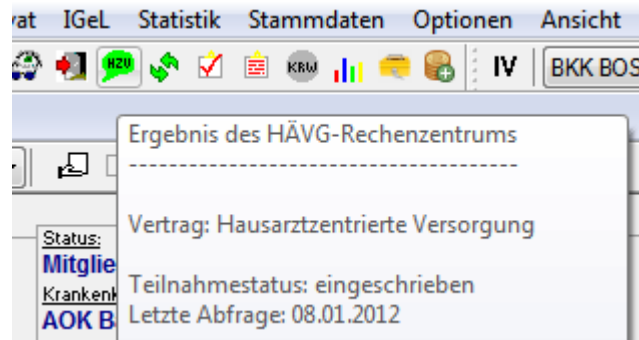 IGeL Statistik Stammdaten Optionen Ansicht
HZV KRW IV BKK BOS
Ergebnis des HÄVG-Rechenzentrums
---------------------------------------
Vertrag: Hausarztzentrierte Versorgung
Status:
Mitglie
Teilnahmestatus: eingeschrieben
Krankenk
Letzte Abfrage: 08.01.2012
AOK B